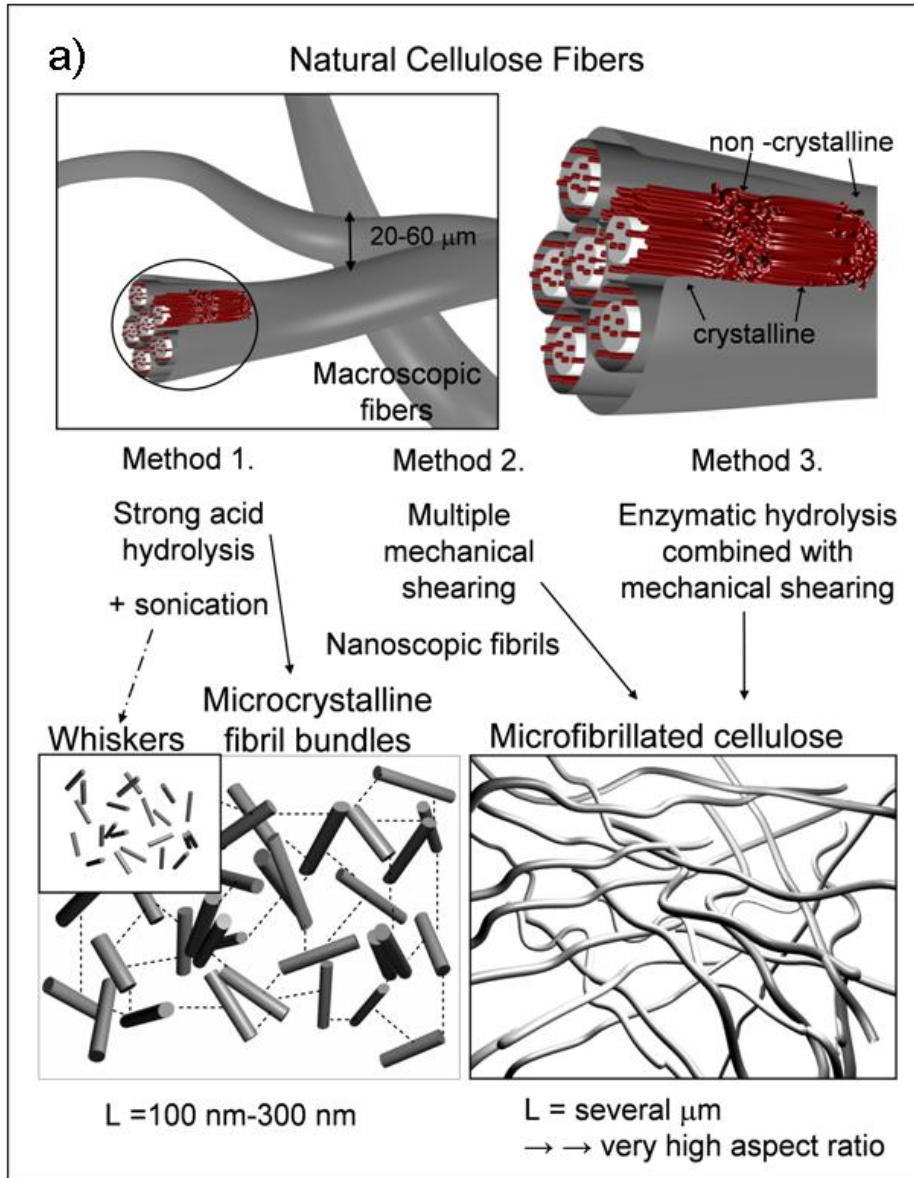 a)
Natural Cellulose Fibers
non -crystalline
20-60 μm
crystalline
Macroscopic
fibers
Method 1.
Method 2.
Method 3.
Strong acid
hydrolysis
+ sonication
Multiple
mechanical
shearing
Enzymatic hydrolysis
combined with
mechanical shearing
Nanoscopic fibrils
Whiskers
Microcrystalline
fibril bundles
Microfibrillated cellulose
L =100 nm-300 nm
L = several μm
→ → very high aspect ratio